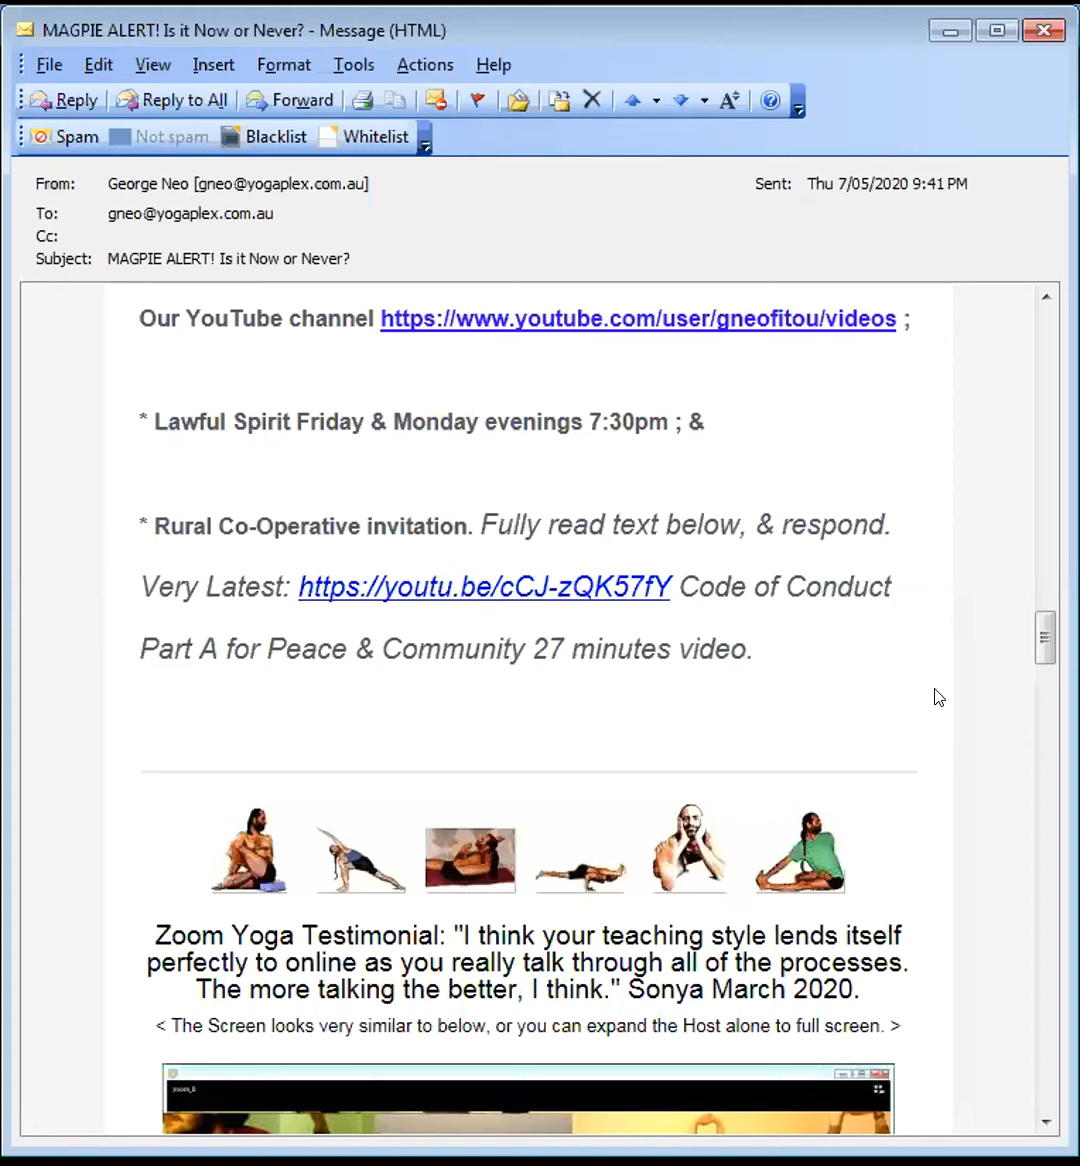 MAGPIE ALERT! Is it Now or Never? - Message (HTML)
File Edit View Insert Format Tools Actions Help
Reply Reply to All Forward
Spam Not spam Blacklist Whitelist
From: George Neo [gneo@yogaplex.com.au] Sent: Thu 7/05/2020 9:41 PM
To: gneo@yogaplex.com.au
Cc:
Subject: MAGPIE ALERT! Is it Now or Never?
Our YouTube channel https://www.youtube.com/user/gneofitou/videos ;
* Lawful Spirit Friday & Monday evenings 7:30pm ; &
* Rural Co-Operative invitation. Fully read text below, & respond.
Very Latest: https://youtu.be/cCJ-zQK57fY Code of Conduct
Part A for Peace & Community 27 minutes video.
Zoom Yoga Testimonial: "I think your teaching style lends itself
perfectly to online as you really talk through all of the processes.
The more talking the better, I think." Sonya March 2020.
< The Screen looks very similar to below, or you can expand the Host alone to full screen. >